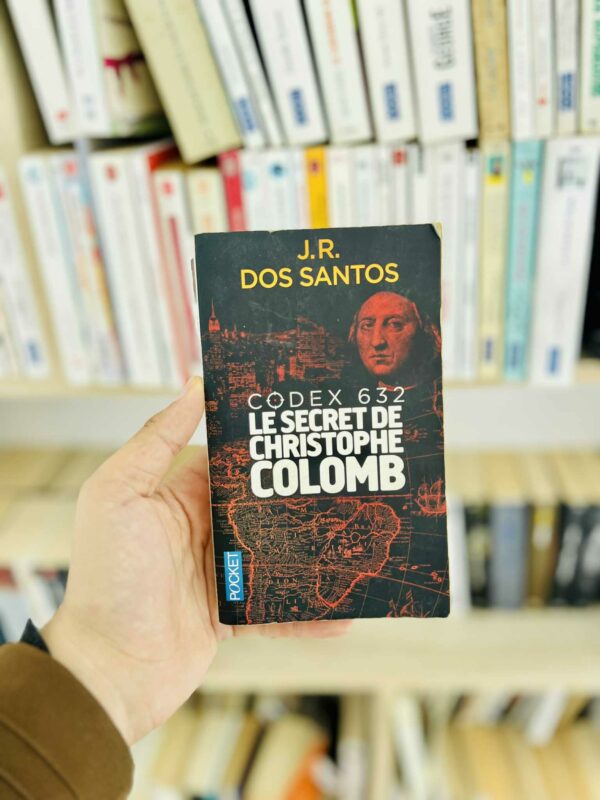 J.R.
DOS SANTOS
CODEX 632
LE SECRET DE
CHRISTOPHE
COLOMB
POCKET